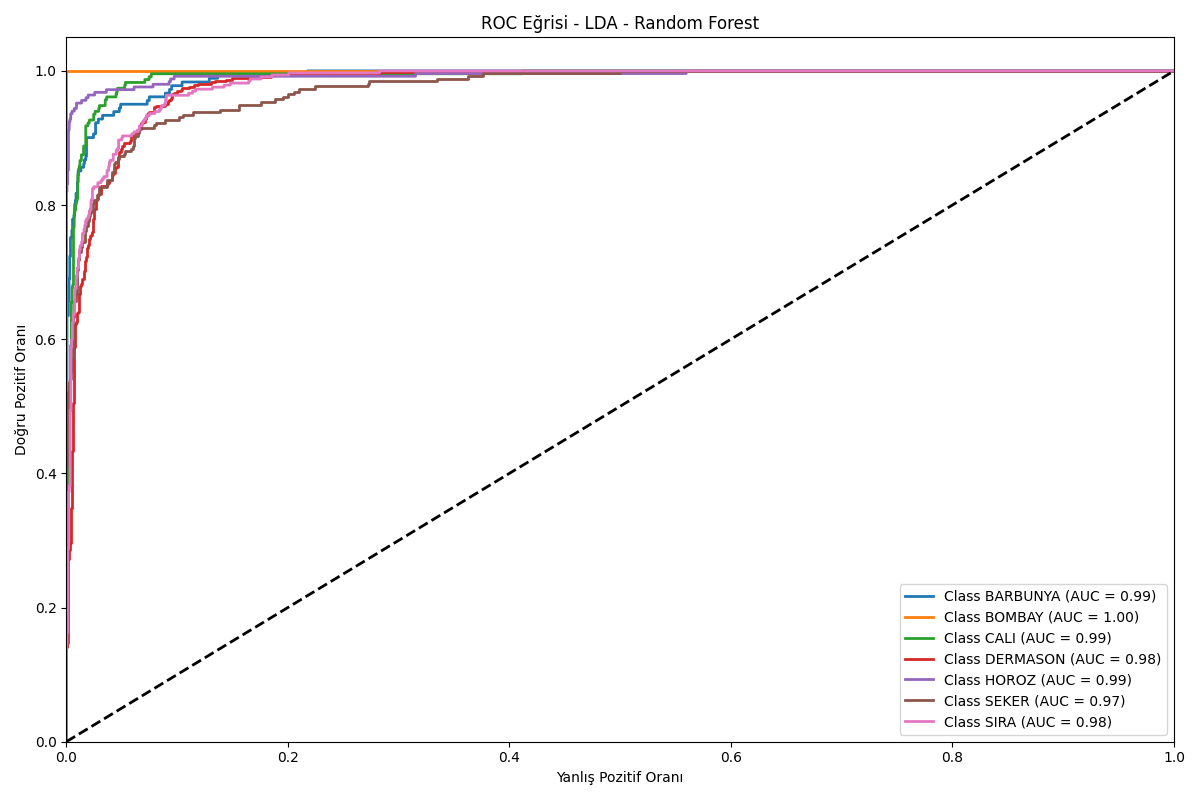 ROC Eğrisi - LDA - Random Forest
Doğru Pozitif Oranı
1.0
0.8
0.6
0.4
0.2
0.0
Class BARBUNYA (AUC = 0.99)
Class BOMBAY (AUC = 1.00)
Class CALI (AUC = 0.99)
Class DERMASON (AUC = 0.98)
Class HOROZ (AUC = 0.99)
Class SEKER (AUC = 0.97)
Class SIRA (AUC = 0.98)
0.0 0.2 0.4 0.6 0.8 1.0
Yanlış Pozitif Oranı